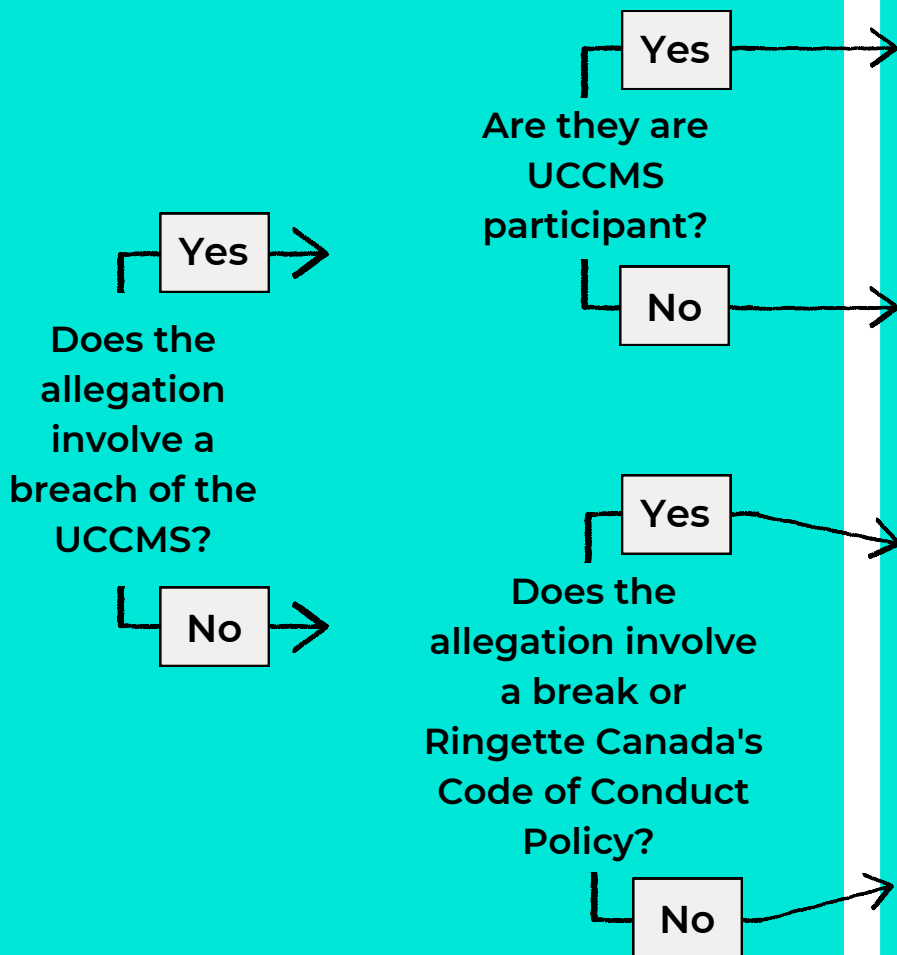 Yes
Does the
allegation
involve a
breach of the
UCCMS?
No
Yes
Are they are
UCCMS
participant?
No
Yes
Does the
allegation involve
a break or
Ringette Canada's
Code of Conduct
Policy?
No